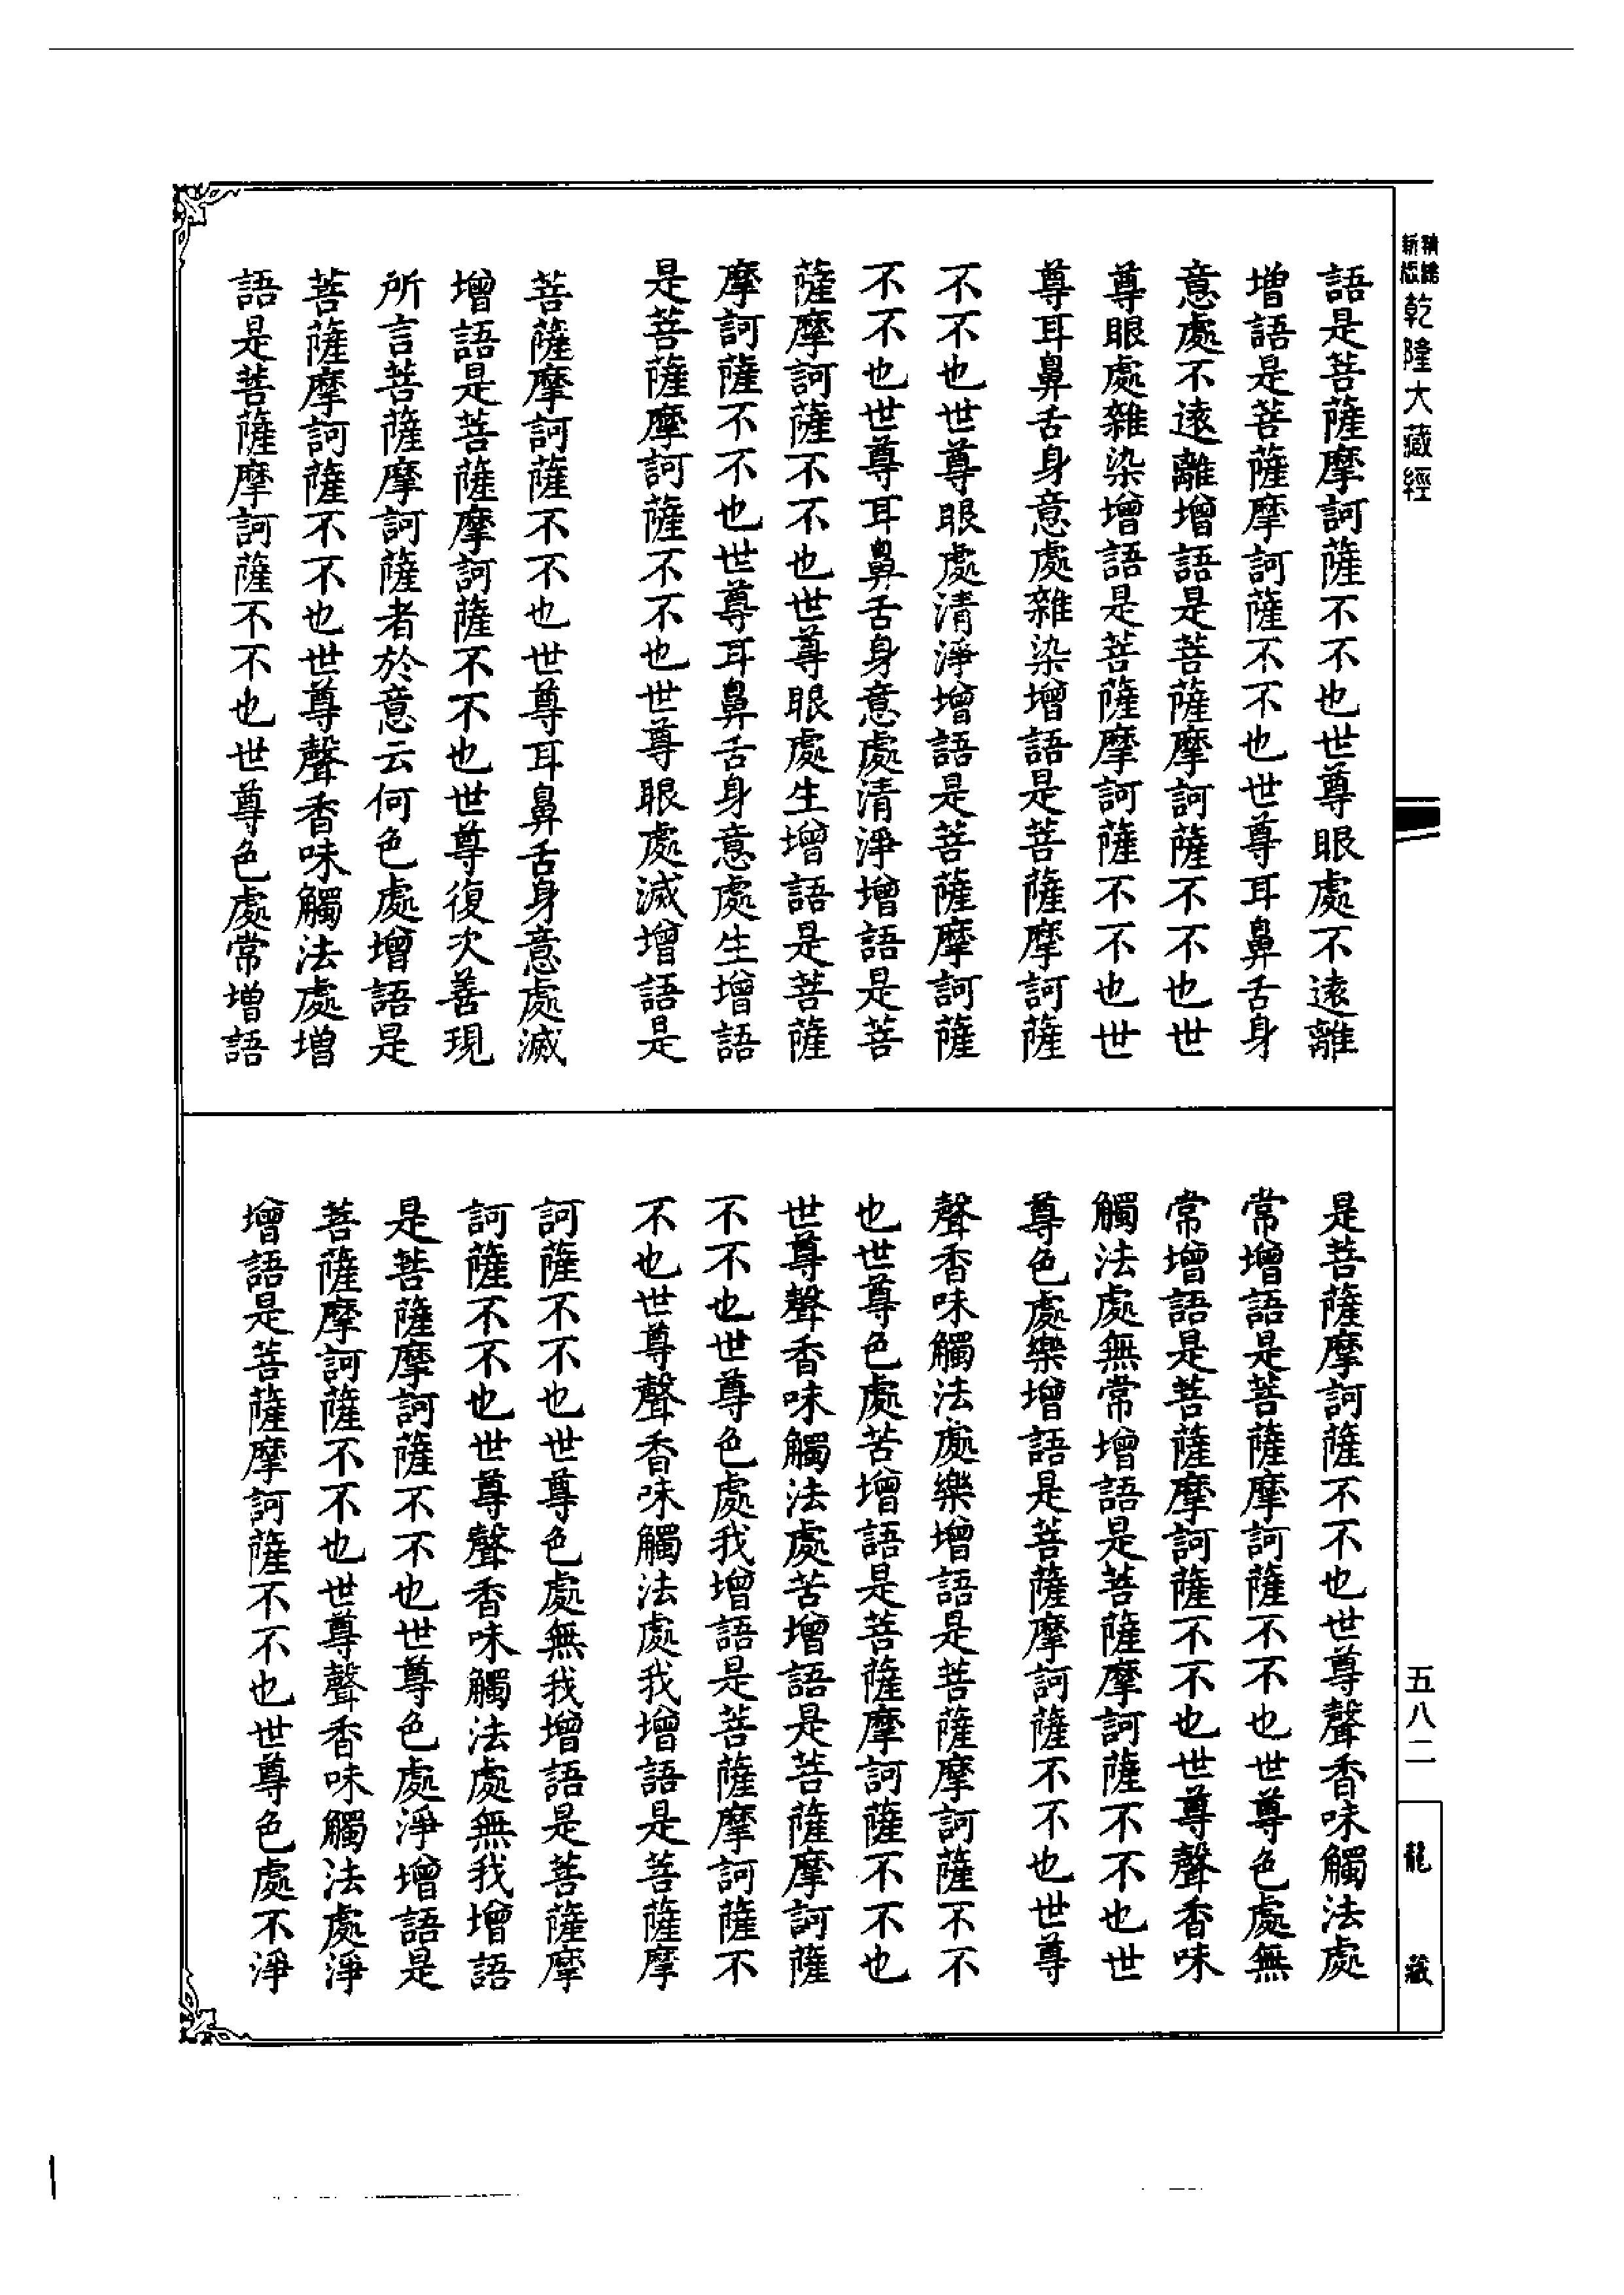 新版
精縮
乾隆大藏經
語是菩薩摩訶薩不不也世尊眼處不遠離
增語是菩薩摩訶薩不不也世尊耳鼻舌身
意處不遠離增語是菩薩摩訶薩不不也世
尊眼處雜染增語是菩薩摩訶薩不不也世
尊耳鼻舌身意處雜染增語是菩薩摩訶薩
不不也世尊眼處清淨增語是菩薩摩訶薩
不不也世尊耳鼻舌身意處清淨增語是菩
薩摩訶薩不不也世尊眼處生增語是菩薩
摩訶薩不不也世尊耳鼻舌身意處生增語
是菩薩摩訶薩不不也世尊眼處滅增語是
菩薩摩訶薩不不也世尊耳鼻舌身意處滅
增語是菩薩摩訶薩不不也世尊復次善現
所言菩薩摩訶薩者於意云何色處增語是
菩薩摩訶薩不不也世尊聲香味觸法處增
語是菩薩摩訶薩不不也世尊色處常增語
是菩薩摩訶薩不不也世尊聲香味觸法處
常增語是菩薩摩訶薩不不也世尊色處無
常增語是菩薩摩訶薩不不也世尊聲香味
觸法處無常增語是菩薩摩訶薩不不也世
尊色處樂增語是菩薩摩訶薩不不也世尊
聲香味觸法處樂增語是菩薩摩訶薩不不
也世尊色處苦增語是菩薩摩訶薩不不也
世尊聲香味觸法處苦增語是菩薩摩訶薩
不不也世尊色處我增語是菩薩摩訶薩不
不也世尊聲香味觸法處我增語是菩薩摩
訶薩不不也世尊色處無我增語是菩薩摩
訶薩不不也世尊聲香味觸法處無我增語
是菩薩摩訶薩不不也世尊色處淨增語是
菩薩摩訶薩不不也世尊聲香味觸法處淨
增語是菩薩摩訶薩不不也世尊色處不淨
五八二
龍藏